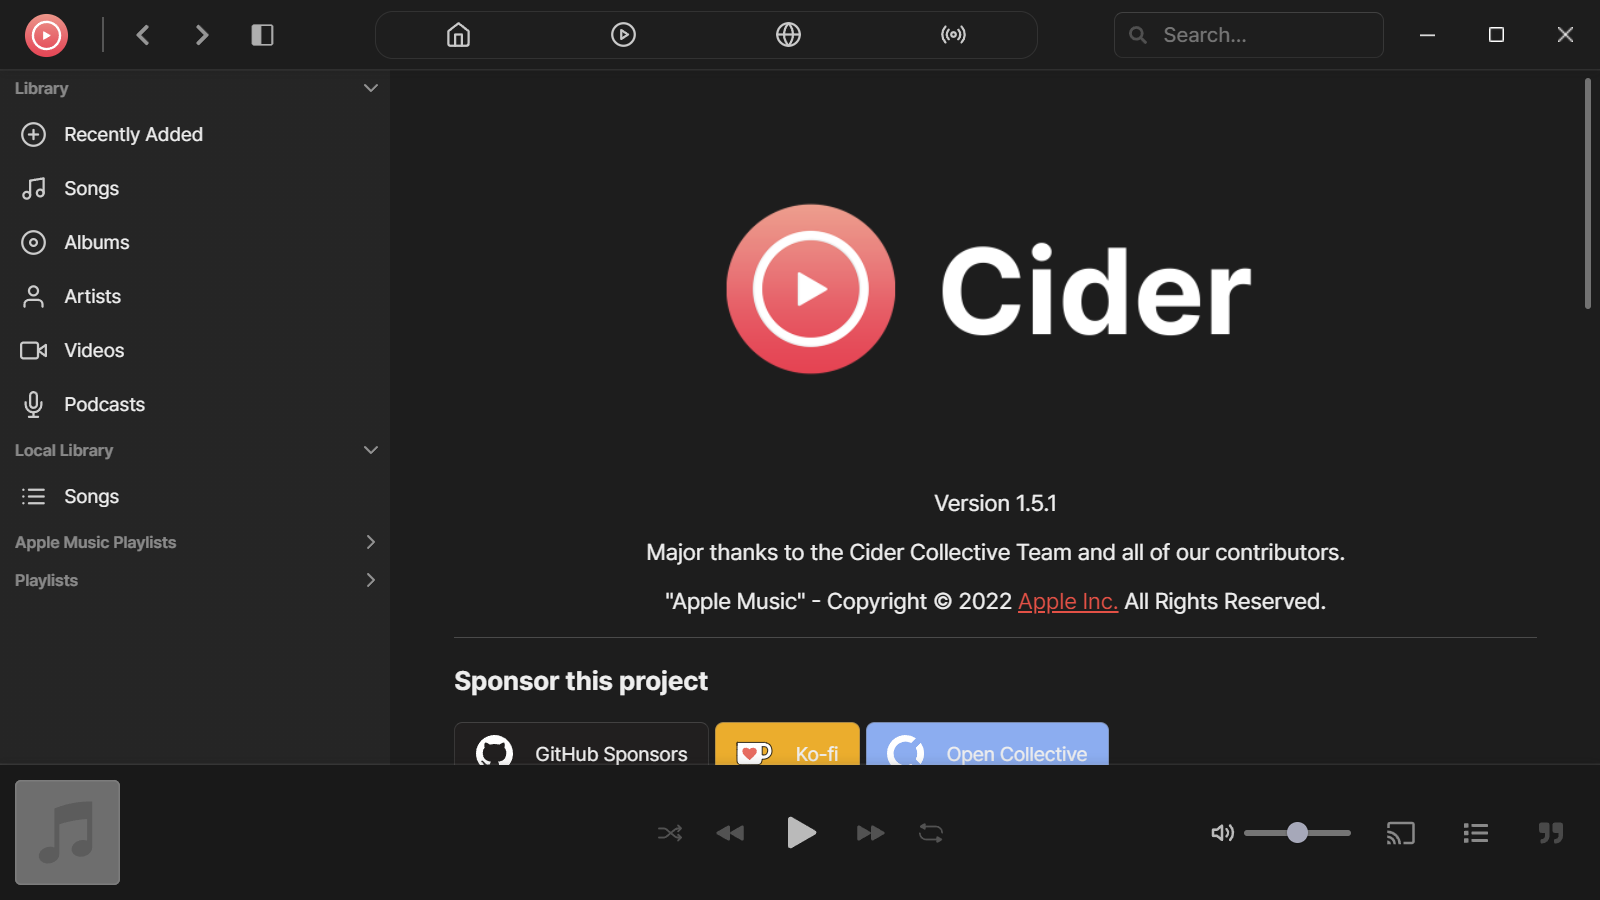 Search...
Library
Recently Added
Songs
Albums
Artists
Videos
Podcasts
Local Library
Songs
Apple Music Playlists
Playlists
Cider
Version 1.5.1
Major thanks to the Cider Collective Team and all of our contributors.
"Apple Music" - Copyright © 2022 Apple Inc. All Rights Reserved.
Sponsor this project
GitHub Sponsors
Ko-fi
Open Collective